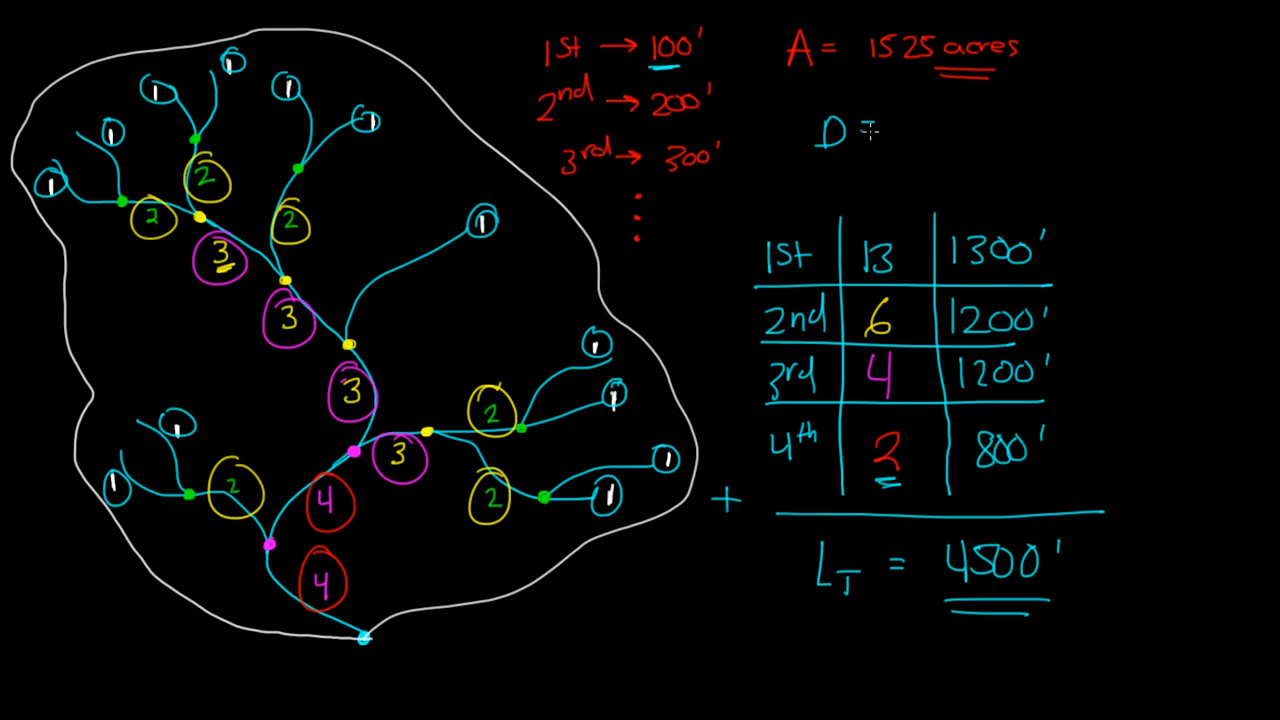 1st → 100'
2nd → 200'
3rd → 300'
A = 1525 acres
D =
1 1 1 1 1 1
2 2 2
3 3 3
1
1 1
2 3
1 1
2
1 1
2
4
4
1st 13 1300'
2nd 6 1200'
3rd 4 1200'
4th 2 800'
+
L_T = 4500'